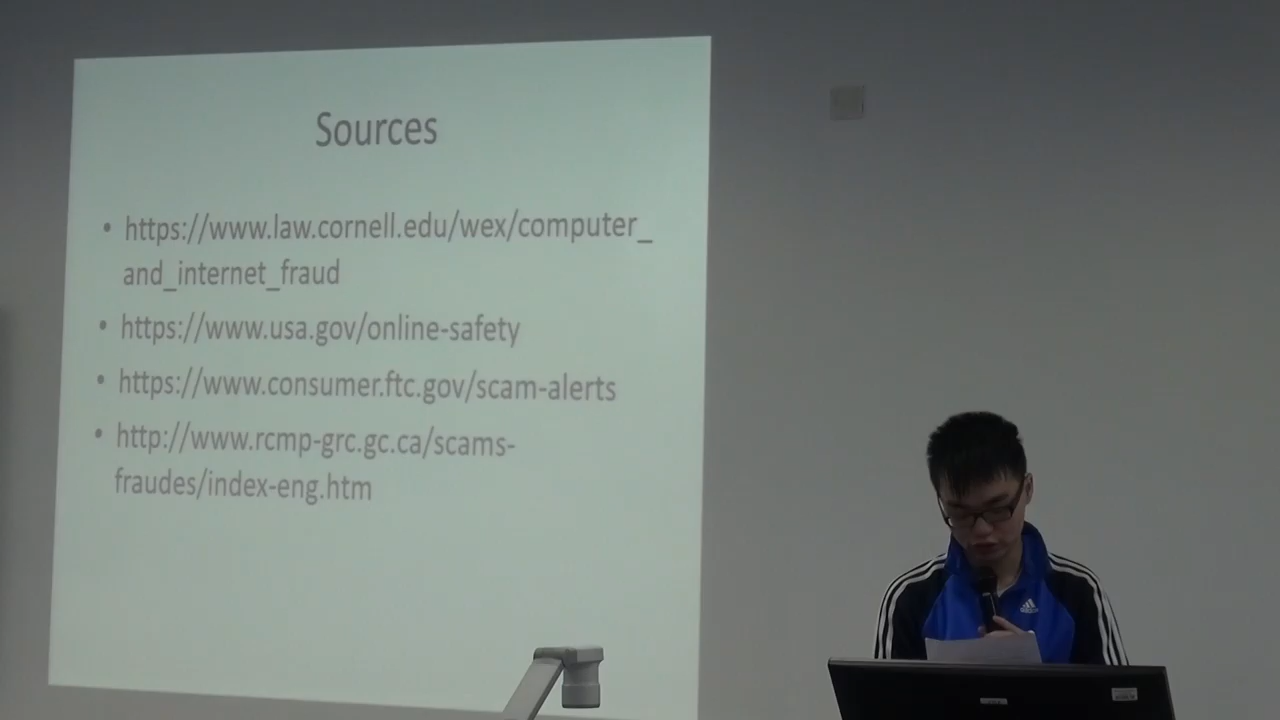 Sources
• https://www.law.cornell.edu/wex/computer_
and_internet_fraud
• https://www.usa.gov/online-safety
• https://www.consumer.ftc.gov/scam-alerts
• http://www.rcmp-grc.gc.ca/scams-
fraudes/index-eng.htm